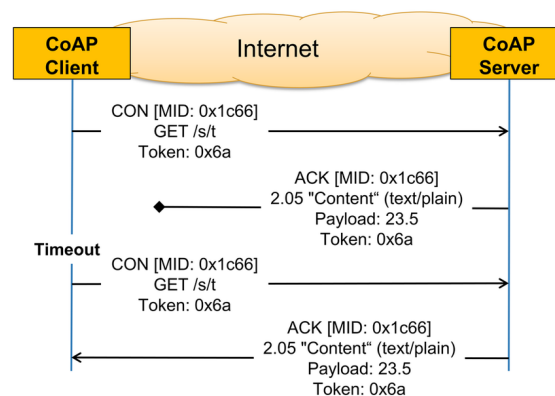 CoAP
Client
Internet
CoAP
Server
CON [MID: 0x1c66]
GET /s/t
Token: 0x6a
ACK [MID: 0x1c66]
2.05 "Content“ (text/plain)
Payload: 23.5
Token: 0x6a
Timeout
CON [MID: 0x1c66]
GET /s/t
Token: 0x6a
ACK [MID: 0x1c66]
2.05 "Content“ (text/plain)
Payload: 23.5
Token: 0x6a